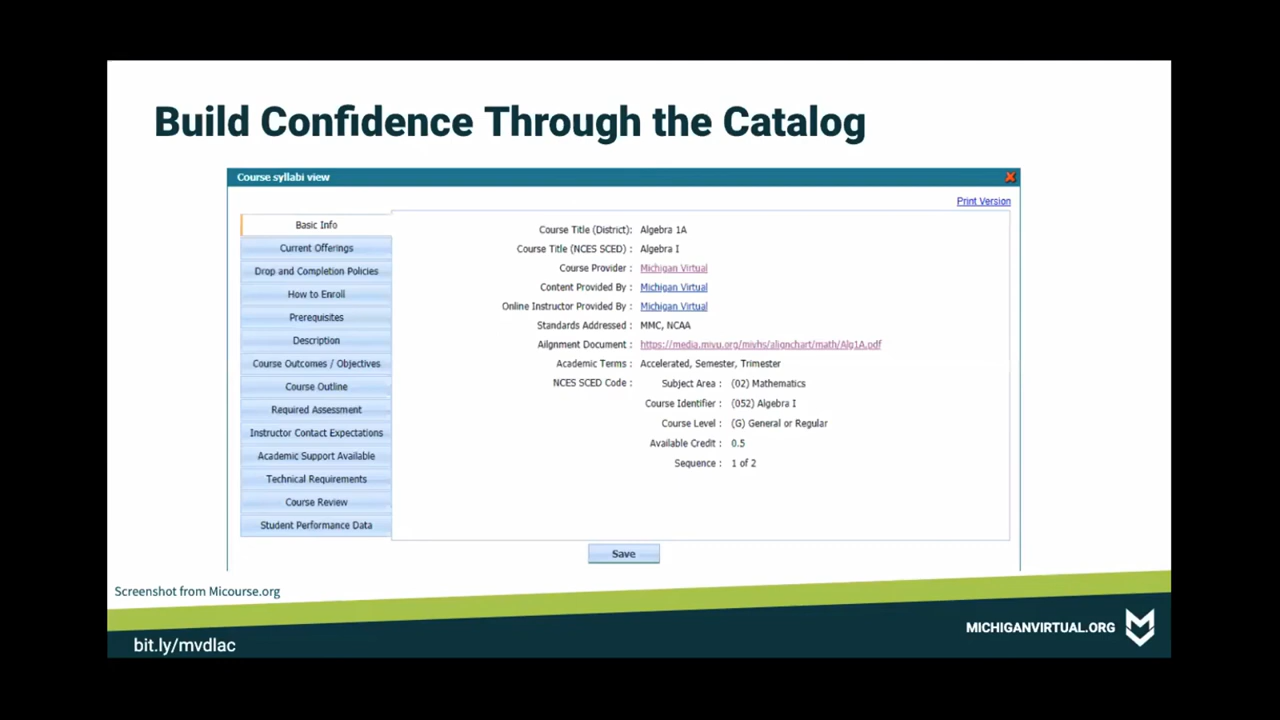 Build Confidence Through the Catalog
Course syllabi view
Print Version
Basic Info
Current Offerings
Drop and Completion Policies
How to Enroll
Prerequisites
Description
Course Outcomes / Objectives
Course Outline
Required Assessment
Instructor Contact Expectations
Academic Support Available
Technical Requirements
Course Review
Student Performance Data
Course Title (District): Algebra 1A
Course Title (NCES SCED) : Algebra I
Course Provider : Michigan Virtual
Content Provided By : Michigan Virtual
Online Instructor Provided By : Michigan Virtual
Standards Addressed : MMC, NCAA
Ailgnment Document : https://media.mivu.org/mivhs/alignchart/math/Alg1A.pdf
Academic Terms : Accelerated, Semester, Trimester
NCES SCED Code : Subject Area : (02) Mathematics
Course Identifier : (052) Algebra I
Course Level : (G) General or Regular
Available Credit : 0.5
Sequence : 1 of 2
Save
Screenshot from Micourse.org
bit.ly/mvdlac
MICHIGANVIRTUAL.ORG